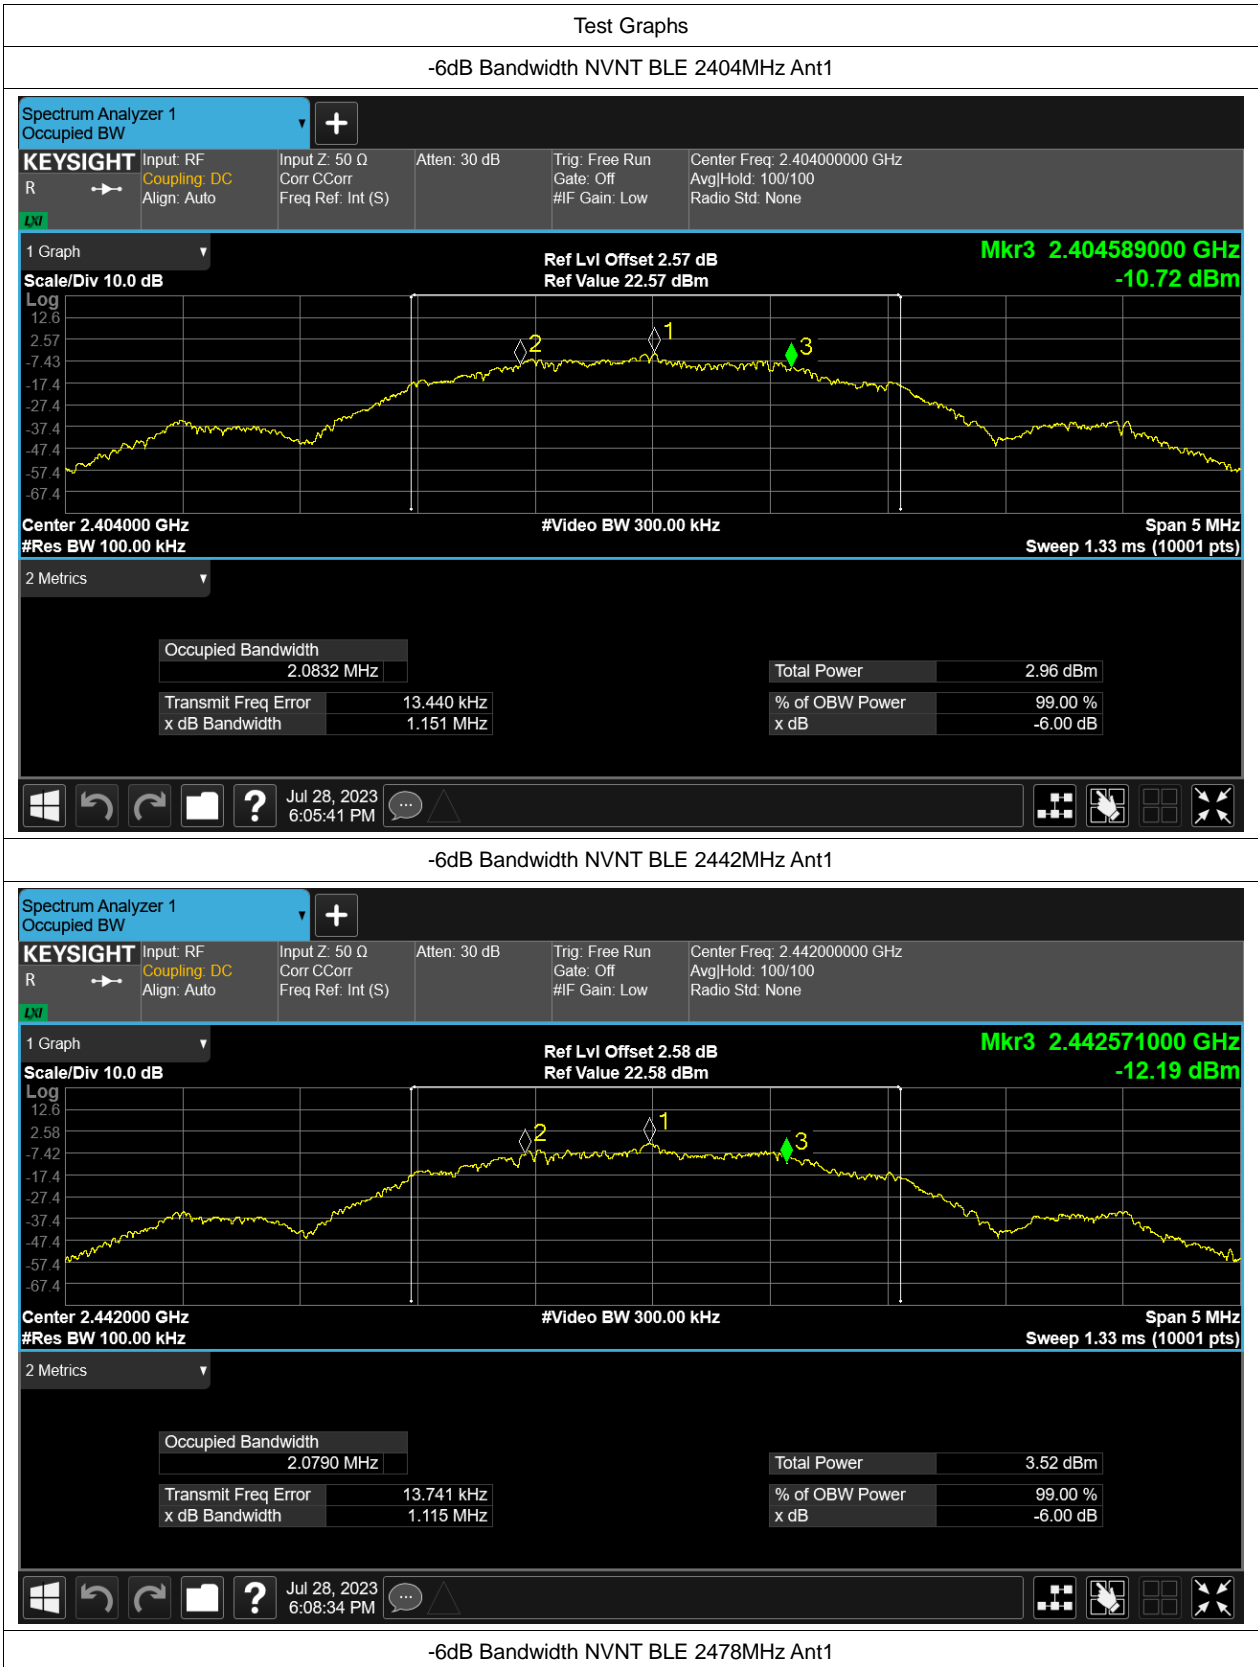 Test Graphs
-6dB Bandwidth NVNT BLE 2404MHz Ant1
Spectrum Analyzer 1
Occupied BW
+
KEYSIGHT Input: RF Input Z: 50 Ω Atten: 30 dB Trig: Free Run Center Freq: 2.404000000 GHz
R Coupling: DC Corr CCorr Gate: Off Avg|Hold: 100/100
Align: Auto Freq Ref: Int (S) #IF Gain: Low Radio Std: None
LXI
1 Graph Ref Lvl Offset 2.57 dB Mkr3 2.404589000 GHz
Scale/Div 10.0 dB Ref Value 22.57 dBm -10.72 dBm
Log
12.6
2.57
-7.43
-17.4
-27.4
-37.4
-47.4
-57.4
-67.4
2 1 3
Center 2.404000 GHz #Video BW 300.00 kHz Span 5 MHz
#Res BW 100.00 kHz Sweep 1.33 ms (10001 pts)
2 Metrics
Occupied Bandwidth
2.0832 MHz Total Power 2.96 dBm
Transmit Freq Error 13.440 kHz % of OBW Power 99.00 %
x dB Bandwidth 1.151 MHz x dB -6.00 dB
? Jul 28, 2023
6:05:41 PM
-6dB Bandwidth NVNT BLE 2442MHz Ant1
Spectrum Analyzer 1
Occupied BW
+
KEYSIGHT Input: RF Input Z: 50 Ω Atten: 30 dB Trig: Free Run Center Freq: 2.442000000 GHz
R Coupling: DC Corr CCorr Gate: Off Avg|Hold: 100/100
Align: Auto Freq Ref: Int (S) #IF Gain: Low Radio Std: None
LXI
1 Graph Ref Lvl Offset 2.58 dB Mkr3 2.442571000 GHz
Scale/Div 10.0 dB Ref Value 22.58 dBm -12.19 dBm
Log
12.6
2.58
-7.42
-17.4
-27.4
-37.4
-47.4
-57.4
-67.4
2 1 3
Center 2.442000 GHz #Video BW 300.00 kHz Span 5 MHz
#Res BW 100.00 kHz Sweep 1.33 ms (10001 pts)
2 Metrics
Occupied Bandwidth
2.0790 MHz Total Power 3.52 dBm
Transmit Freq Error 13.741 kHz % of OBW Power 99.00 %
x dB Bandwidth 1.115 MHz x dB -6.00 dB
? Jul 28, 2023
6:08:34 PM
-6dB Bandwidth NVNT BLE 2478MHz Ant1